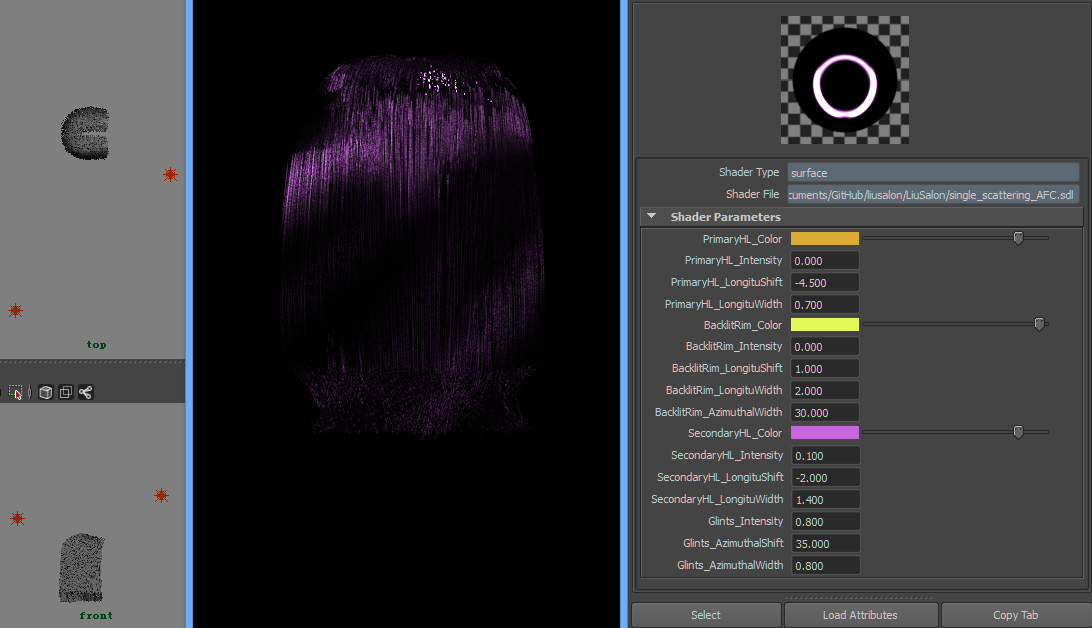 top
front
Shader Type surface
Shader File cuments/GitHub/liusalon/LiuSalon/single_scattering_AFC.sdl
Shader Parameters
PrimaryHL_Color
PrimaryHL_Intensity 0.000
PrimaryHL_LongituShift -4.500
PrimaryHL_LongituWidth 0.700
BacklitRim_Color
BacklitRim_Intensity 0.000
BacklitRim_LongituShift 1.000
BacklitRim_LongituWidth 2.000
BacklitRim_AzimuthalWidth 30.000
SecondaryHL_Color
SecondaryHL_Intensity 0.100
SecondaryHL_LongituShift -2.000
SecondaryHL_LongituWidth 1.400
Glints_Intensity 0.800
Glints_AzimuthalShift 35.000
Glints_AzimuthalWidth 0.800
Select Load Attributes Copy Tab